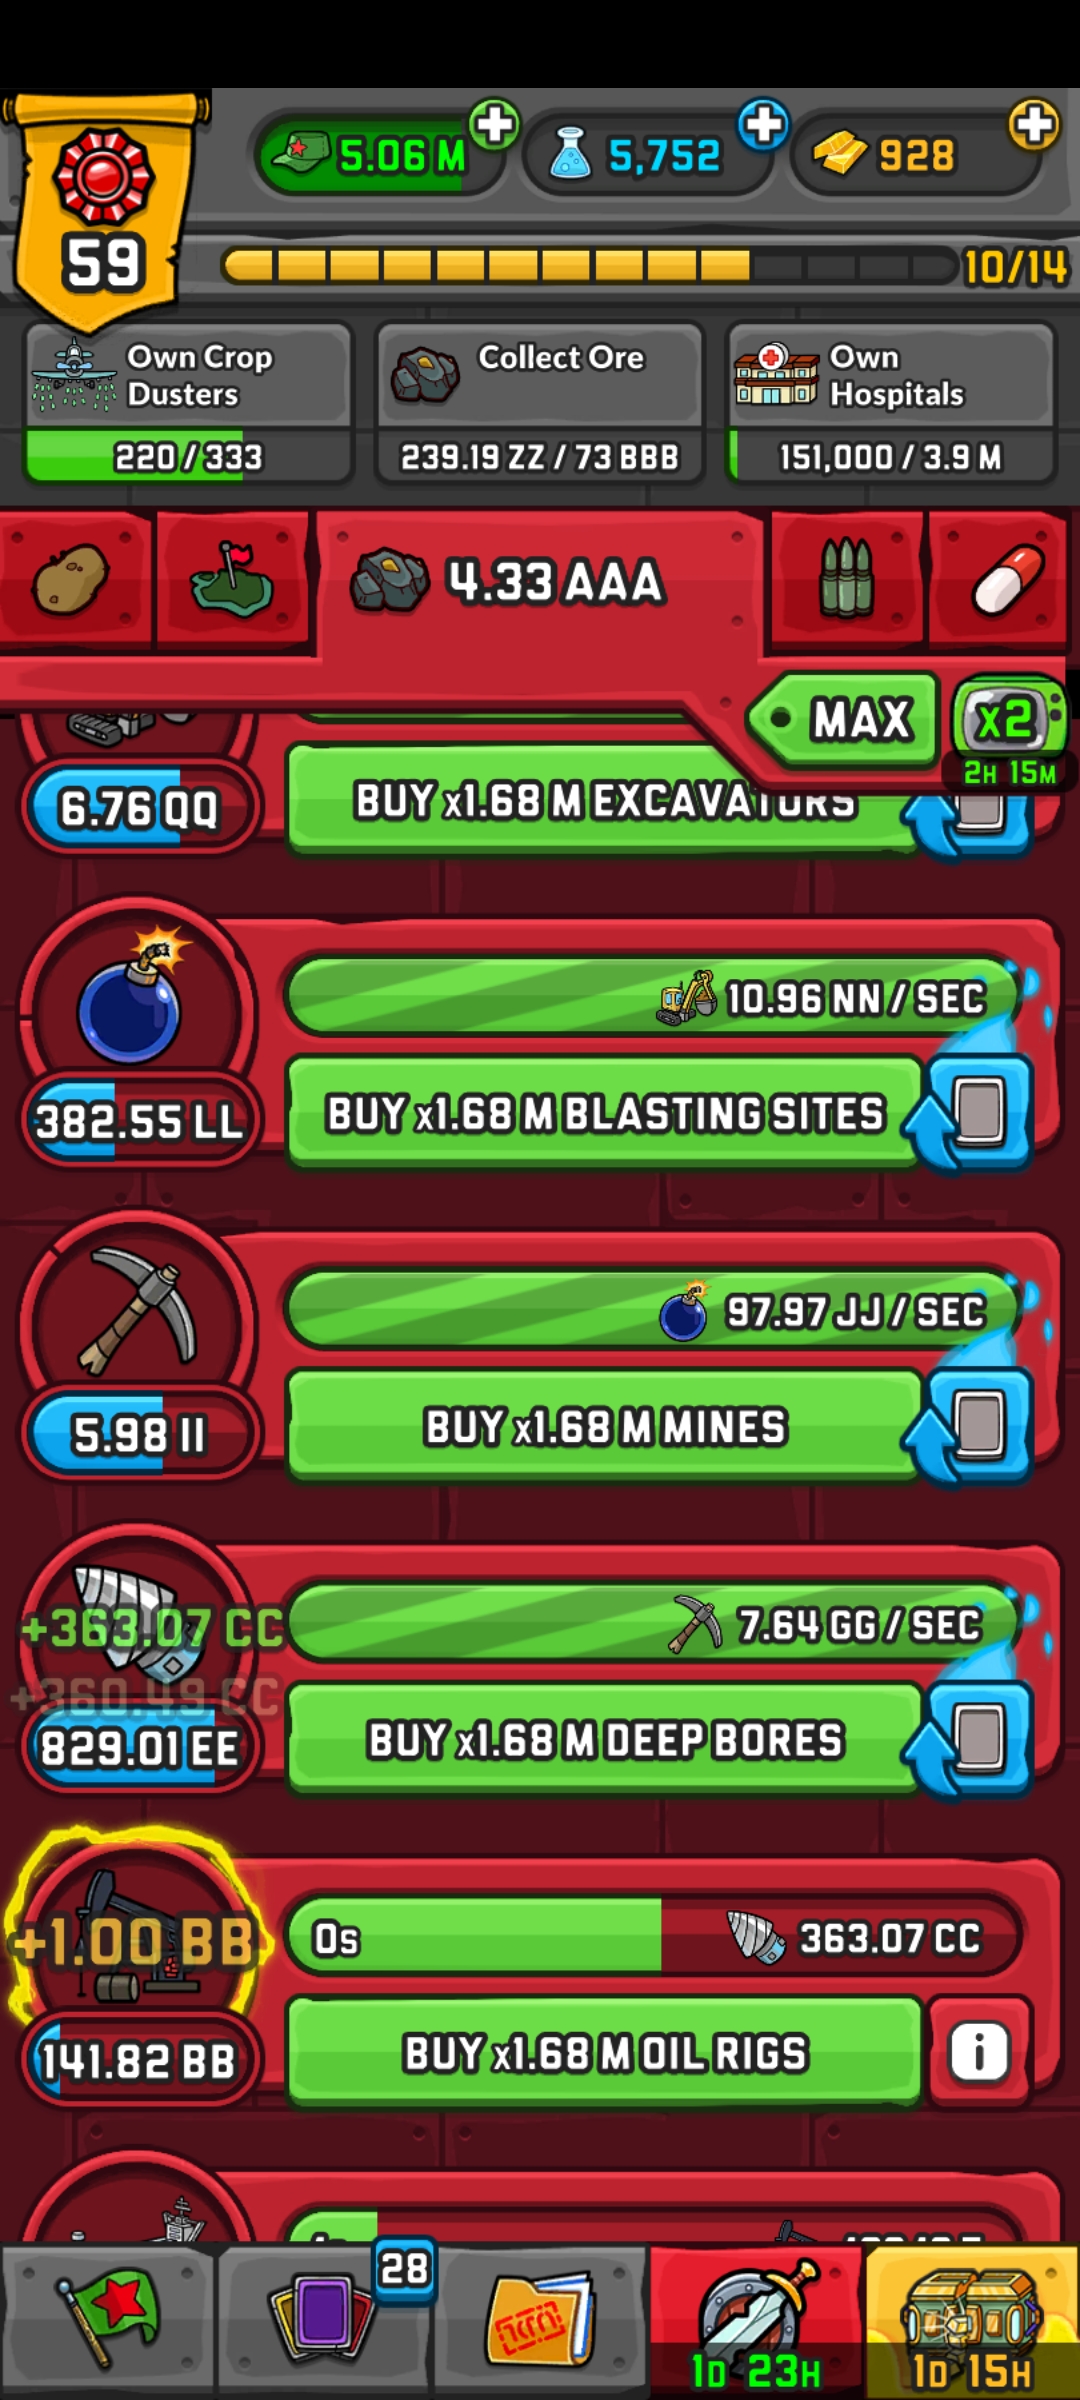 5.06 M
5,752
928
59
10/14
Own Crop
Dusters
220 / 333
Collect Ore
239.19 ZZ / 73 BBB
Own
Hospitals
151,000 / 3.9 M
4.33 AAA
MAX
x2
2H 15M
6.76 QQ
BUY x1.68 M EXCAVATORS
10.96 NN / SEC
382.55 LL
BUY x1.68 M BLASTING SITES
97.97 JJ / SEC
5.98 II
BUY x1.68 M MINES
+363.07 CC
+360.49 CC
7.64 GG / SEC
829.01 EE
BUY x1.68 M DEEP BORES
+1.00 BB
0s
363.07 CC
141.82 BB
BUY x1.68 M OIL RIGS
i
28
1D 23H
1D 15H